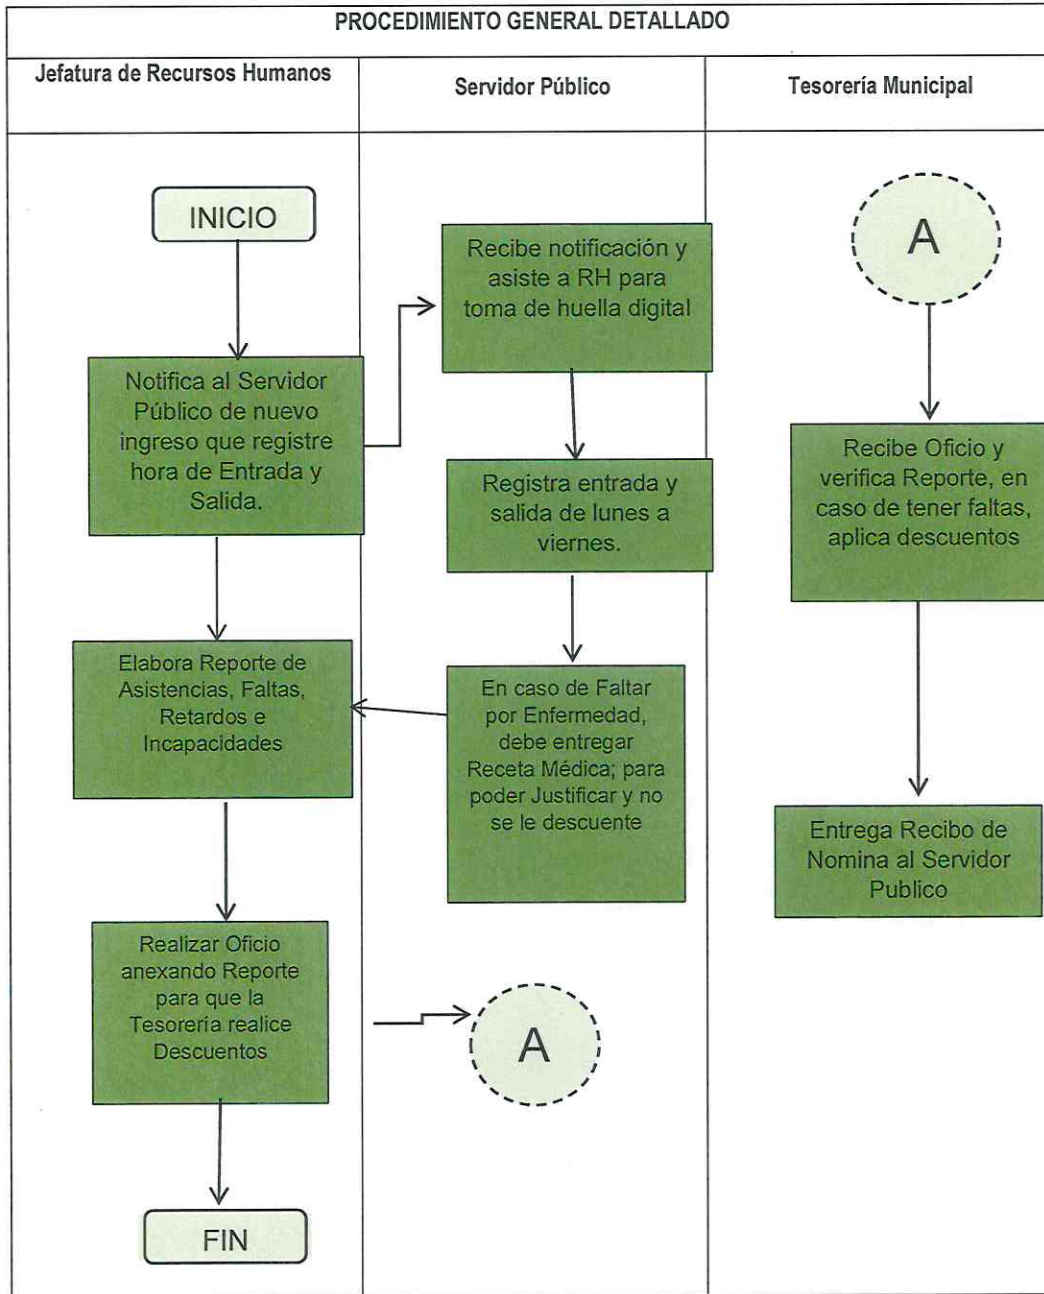 PROCEDIMIENTO GENERAL DETALLADO
Jefatura de Recursos Humanos
Servidor Público
Tesorería Municipal
INICIO
Notifica al Servidor
Público de nuevo
ingreso que registre
hora de Entrada y
Salida.
Elabora Reporte de
Asistencias, Faltas,
Retardos e
Incapacidades
Realizar Oficio
anexando Reporte
para que la
Tesorería realice
Descuentos
FIN
Recibe notificación y
asiste a RH para
toma de huella digital
Registra entrada y
salida de lunes a
viernes.
En caso de Faltar
por Enfermedad,
debe entregar
Receta Médica; para
poder Justificar y no
se le descuente
A
A
Recibe Oficio y
verifica Reporte, en
caso de tener faltas,
aplica descuentos
Entrega Recibo de
Nomina al Servidor
Publico